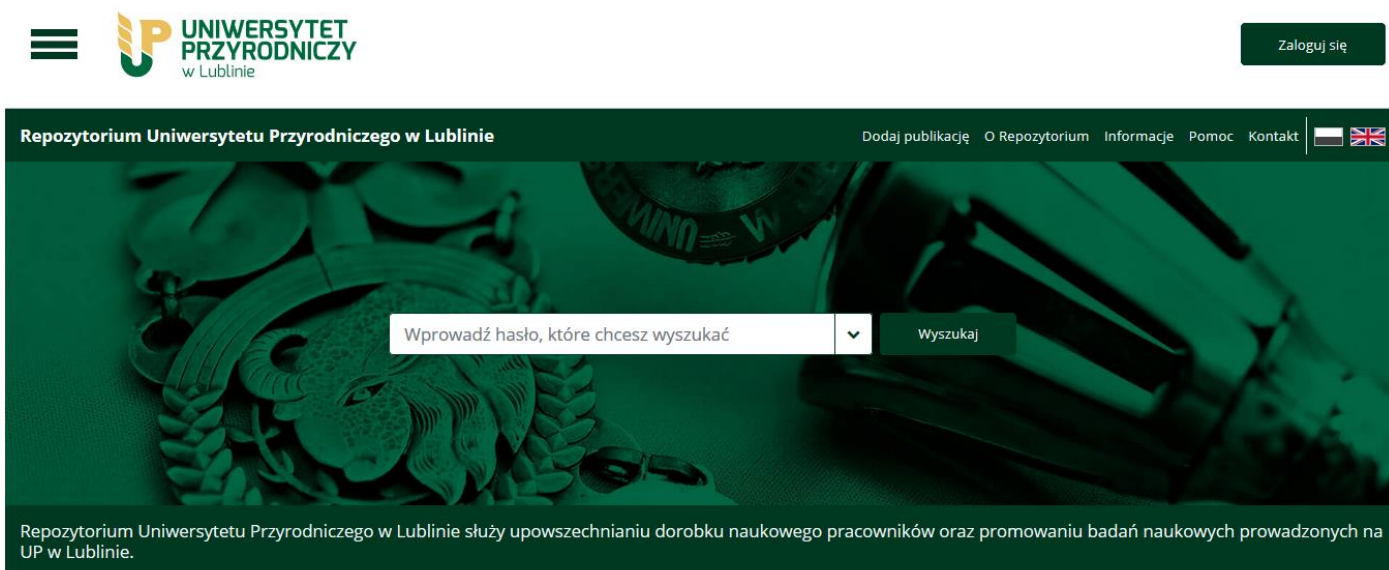 UNIWERSYTET
PRZYRODNICZY
w Lublinie
Zaloguj się
Repozytorium Uniwersytetu Przyrodniczego w Lublinie
Dodaj publikację O Repozytorium Informacje Pomoc Kontakt
Wprowadź hasło, które chcesz wyszukać
Wyszukaj
Repozytorium Uniwersytetu Przyrodniczego w Lublinie służy upowszechnianiu dorobku naukowego pracowników oraz promowaniu badań naukowych prowadzonych na
UP w Lublinie.